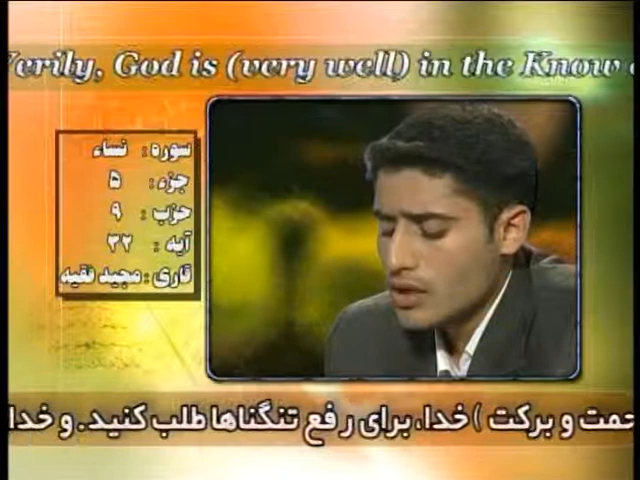 Verily, God is (very well) in the Know
سوره : نساء
جزء : ۵
حزب : ۹
آیه : ۳۲
قاری : مجید فقیه
حمت و برکت ) خدا، برای رفع تنگناها طلب کنید. و خدا